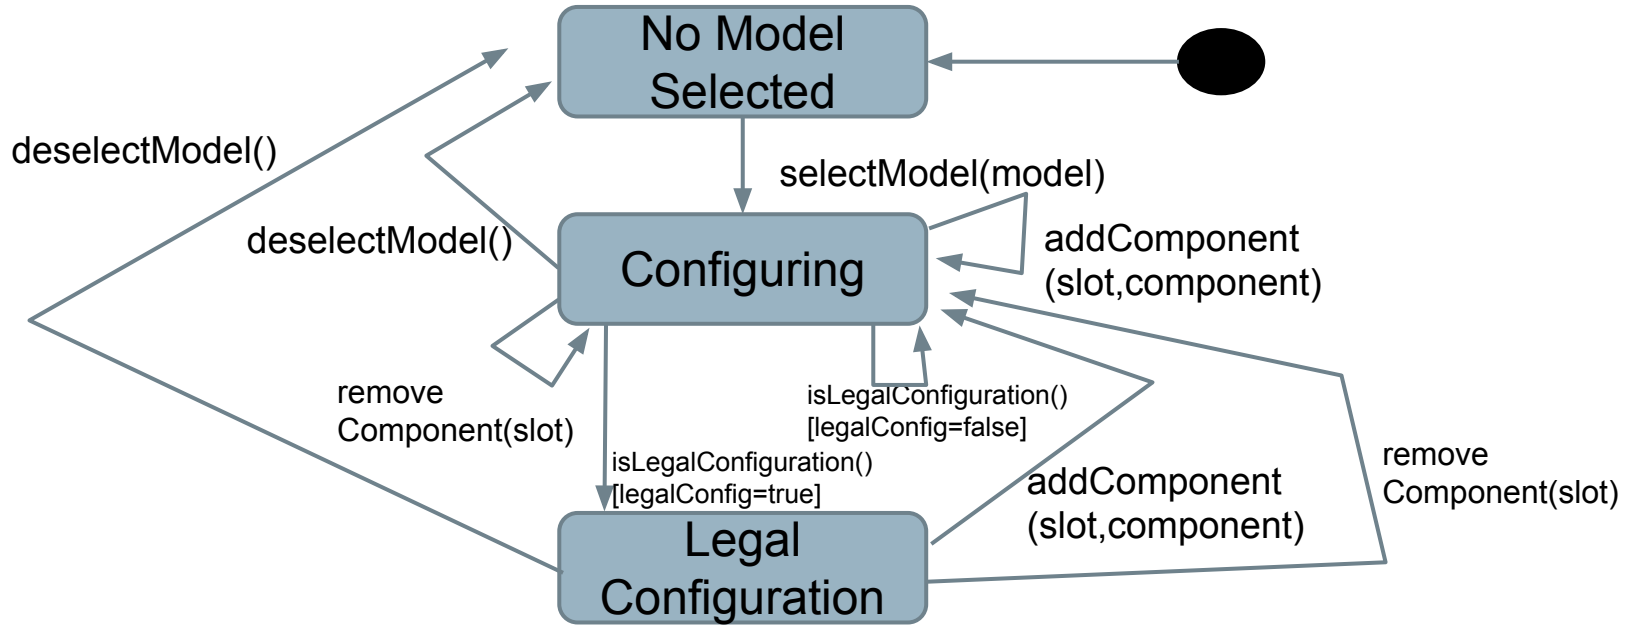 No Model
Selected
deselectModel()
selectModel(model)
deselectModel()
addComponent
(slot,component)
Configuring
remove
Component(slot)
isLegalConfiguration()
[legalConfig=false]
isLegalConfiguration()
[legalConfig=true]
addComponent
(slot,component)
remove
Component(slot)
Legal
Configuration